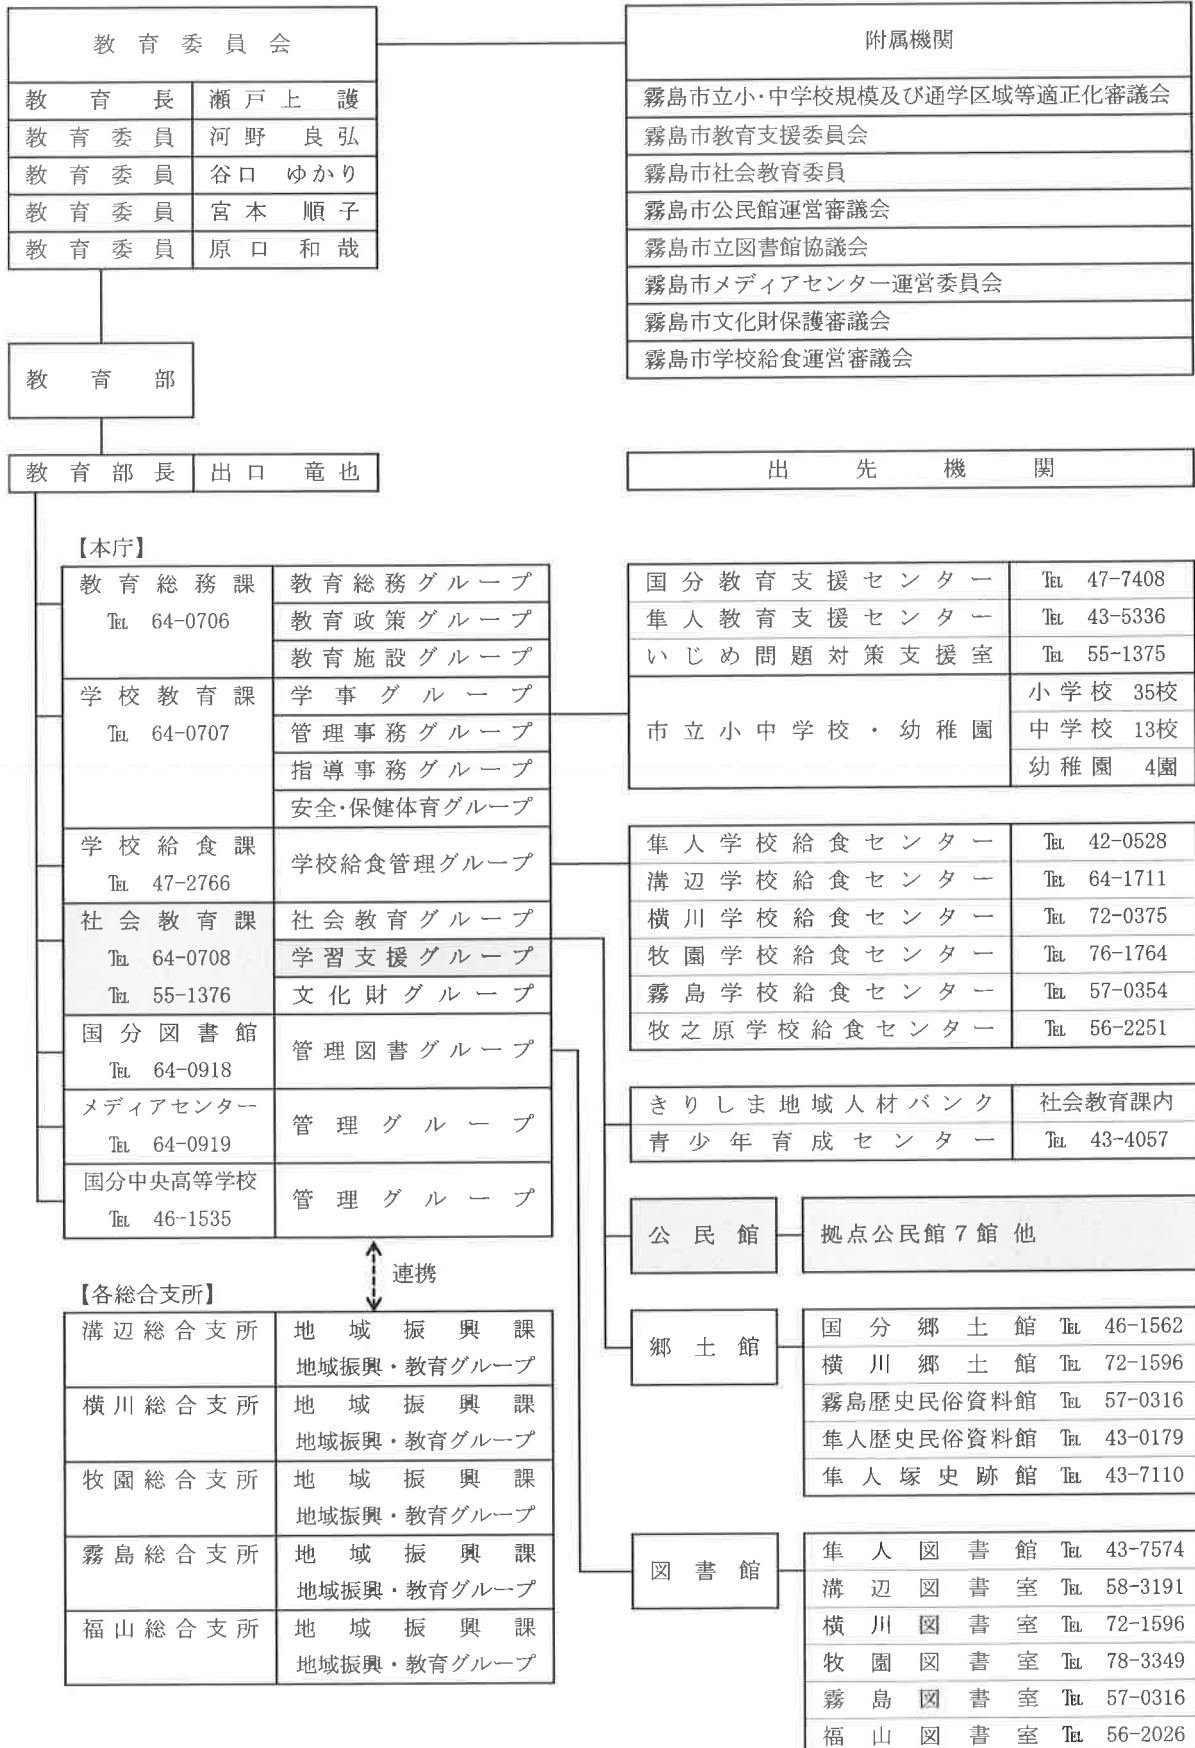 教育委員会
教育長 瀬戸上 護
教育委員 河野 良弘
教育委員 谷口 ゆかり
教育委員 宮本 順子
教育委員 原口 和哉
附属機関
霧島市立小・中学校規模及び通学区域等適正化審議会
霧島市教育支援委員会
霧島市社会教育委員
霧島市公民館運営審議会
霧島市立図書館協議会
霧島市メディアセンター運営委員会
霧島市文化財保護審議会
霧島市学校給食運営審議会
教育部
教育部長 出口 竜也
出先機関
【本庁】
教育総務課
℡ 64-0706
教育総務グループ
教育政策グループ
教育施設グループ
学校教育課
℡ 64-0707
学事グループ
管理事務グループ
指導事務グループ
安全・保健体育グループ
学校給食課
℡ 47-2766
学校給食管理グループ
社会教育課
℡ 64-0708
℡ 55-1376
社会教育グループ
学習支援グループ
文化財グループ
国分図書館
℡ 64-0918
管理図書グループ
メディアセンター
℡ 64-0919
管理グループ
国分中央高等学校
℡ 46-1535
管理グループ
連携
【各総合支所】
溝辺総合支所
地域振興課
地域振興・教育グループ
横川総合支所
地域振興課
地域振興・教育グループ
牧園総合支所
地域振興課
地域振興・教育グループ
霧島総合支所
地域振興課
地域振興・教育グループ
福山総合支所
地域振興課
地域振興・教育グループ
国分教育支援センター ℡ 47-7408
隼人教育支援センター ℡ 43-5336
いじめ問題対策支援室 ℡ 55-1375
市立小中学校・幼稚園
小学校 35校
中学校 13校
幼稚園 4園
隼人学校給食センター ℡ 42-0528
溝辺学校給食センター ℡ 64-1711
横川学校給食センター ℡ 72-0375
牧園学校給食センター ℡ 76-1764
霧島学校給食センター ℡ 57-0354
牧之原学校給食センター ℡ 56-2251
きりしま地域人材バンク 社会教育課内
青少年育成センター ℡ 43-4057
公民館 拠点公民館7館 他
郷土館
国分郷土館 ℡ 46-1562
横川郷土館 ℡ 72-1596
霧島歴史民俗資料館 ℡ 57-0316
隼人歴史民俗資料館 ℡ 43-0179
隼人塚史跡館 ℡ 43-7110
図書館
隼人図書館 ℡ 43-7574
溝辺図書室 ℡ 58-3191
横川図書室 ℡ 72-1596
牧園図書室 ℡ 78-3349
霧島図書室 ℡ 57-0316
福山図書室 ℡ 56-2026